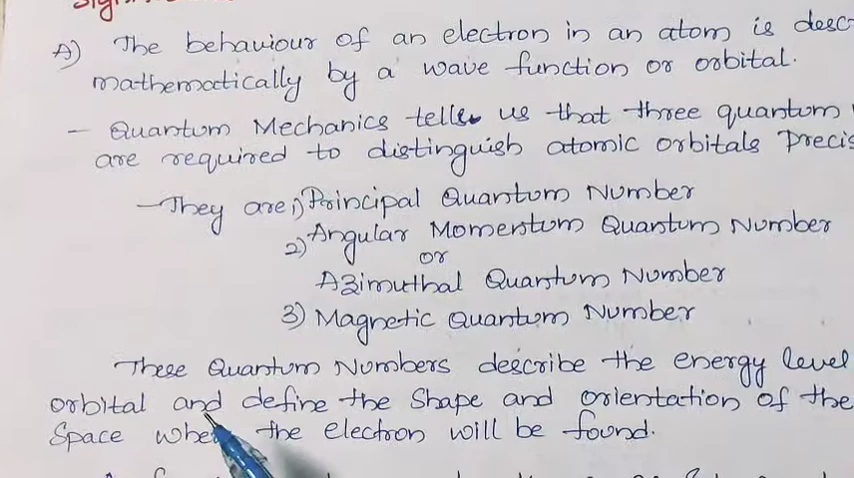 A) The behaviour of an electron in an atom is desc
mathematically by a wave function or orbital.
- Quantum Mechanics tells us that three quantum
are required to distinguish atomic orbitals Precis
- They are 1) Principal Quantum Number
2) Angular Momentum Quantum Number
or
Azimuthal Quantum Number
3) Magnetic Quantum Number
These Quantum Numbers describe the energy level
orbital and define the Shape and orientation of the
Space whe the electron will be found.